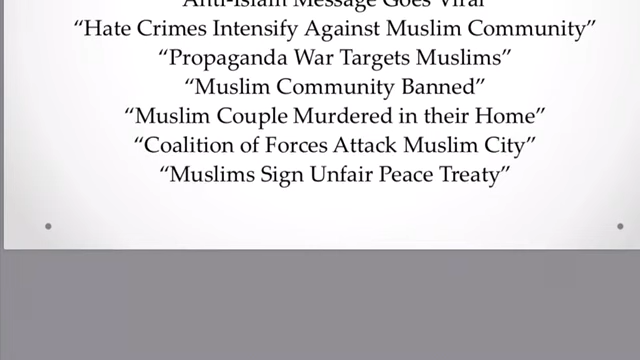 Anti-Islam Message Goes Viral
“Hate Crimes Intensify Against Muslim Community”
“Propaganda War Targets Muslims”
“Muslim Community Banned”
“Muslim Couple Murdered in their Home”
“Coalition of Forces Attack Muslim City”
“Muslims Sign Unfair Peace Treaty”